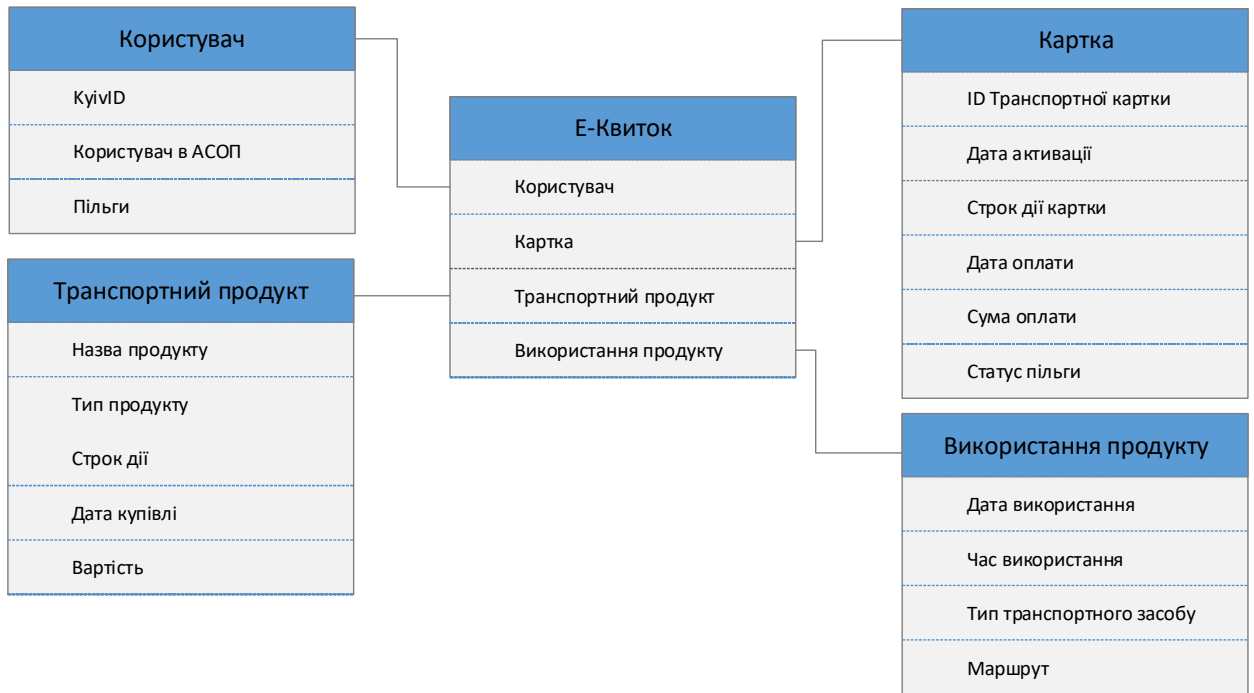 Користувач
KyivID
Користувач в АСОП
Пільги
Транспортний продукт
Назва продукту
Тип продукту
Строк дії
Дата купівлі
Вартість
Е-Квиток
Користувач
Картка
Транспортний продукт
Використання продукту
Картка
ID Транспортної картки
Дата активації
Строк дії картки
Дата оплати
Сума оплати
Статус пільги
Використання продукту
Дата використання
Час використання
Тип транспортного засобу
Маршрут